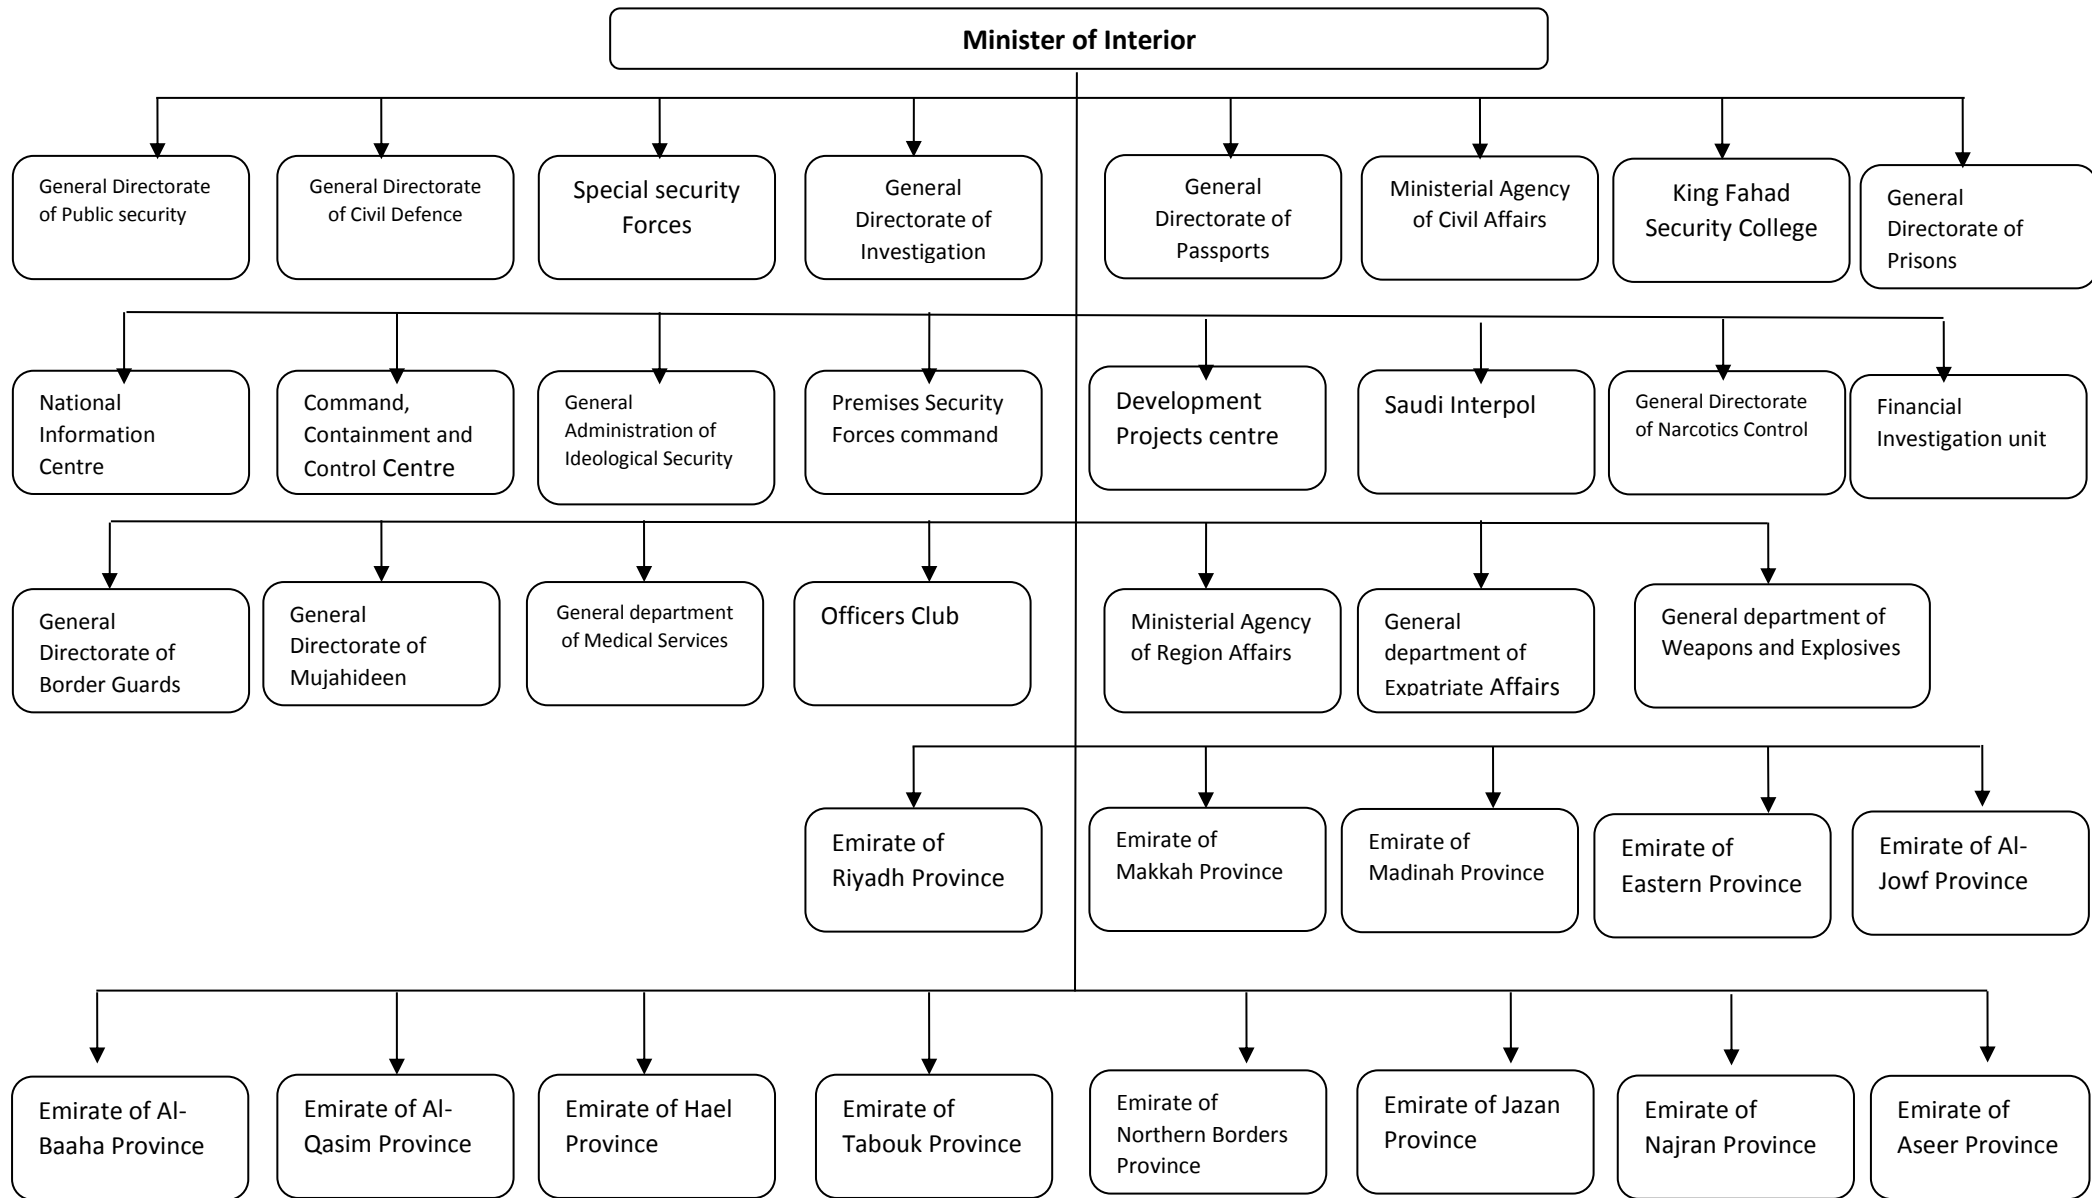 Minister of Interior
General Directorate
of Public security
General Directorate
of Civil Defence
Special security
Forces
General
Directorate of
Investigation
General
Directorate of
Passports
Ministerial Agency
of Civil Affairs
King Fahad
Security College
General
Directorate of
Prisons
National
Information
Centre
Command,
Containment and
Control Centre
General
Administration of
Ideological Security
Premises Security
Forces command
Development
Projects centre
Saudi Interpol
General Directorate
of Narcotics Control
Financial
Investigation unit
General
Directorate of
Border Guards
General
Directorate of
Mujahideen
General department
of Medical Services
Officers Club
Ministerial Agency
of Region Affairs
General
department of
Expatriate Affairs
General department of
Weapons and Explosives
Emirate of
Riyadh Province
Emirate of
Makkah Province
Emirate of
Madinah Province
Emirate of
Eastern Province
Emirate of Al-
Jowf Province
Emirate of Al-
Baaha Province
Emirate of Al-
Qasim Province
Emirate of Hael
Province
Emirate of
Tabouk Province
Emirate of
Northern Borders
Province
Emirate of Jazan
Province
Emirate of
Najran Province
Emirate of
Aseer Province